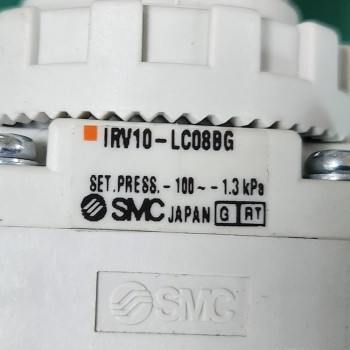 IRV10-LC08BG
SET.PRESS.-100~-1.3kPa
SMC JAPAN G RT
SMC